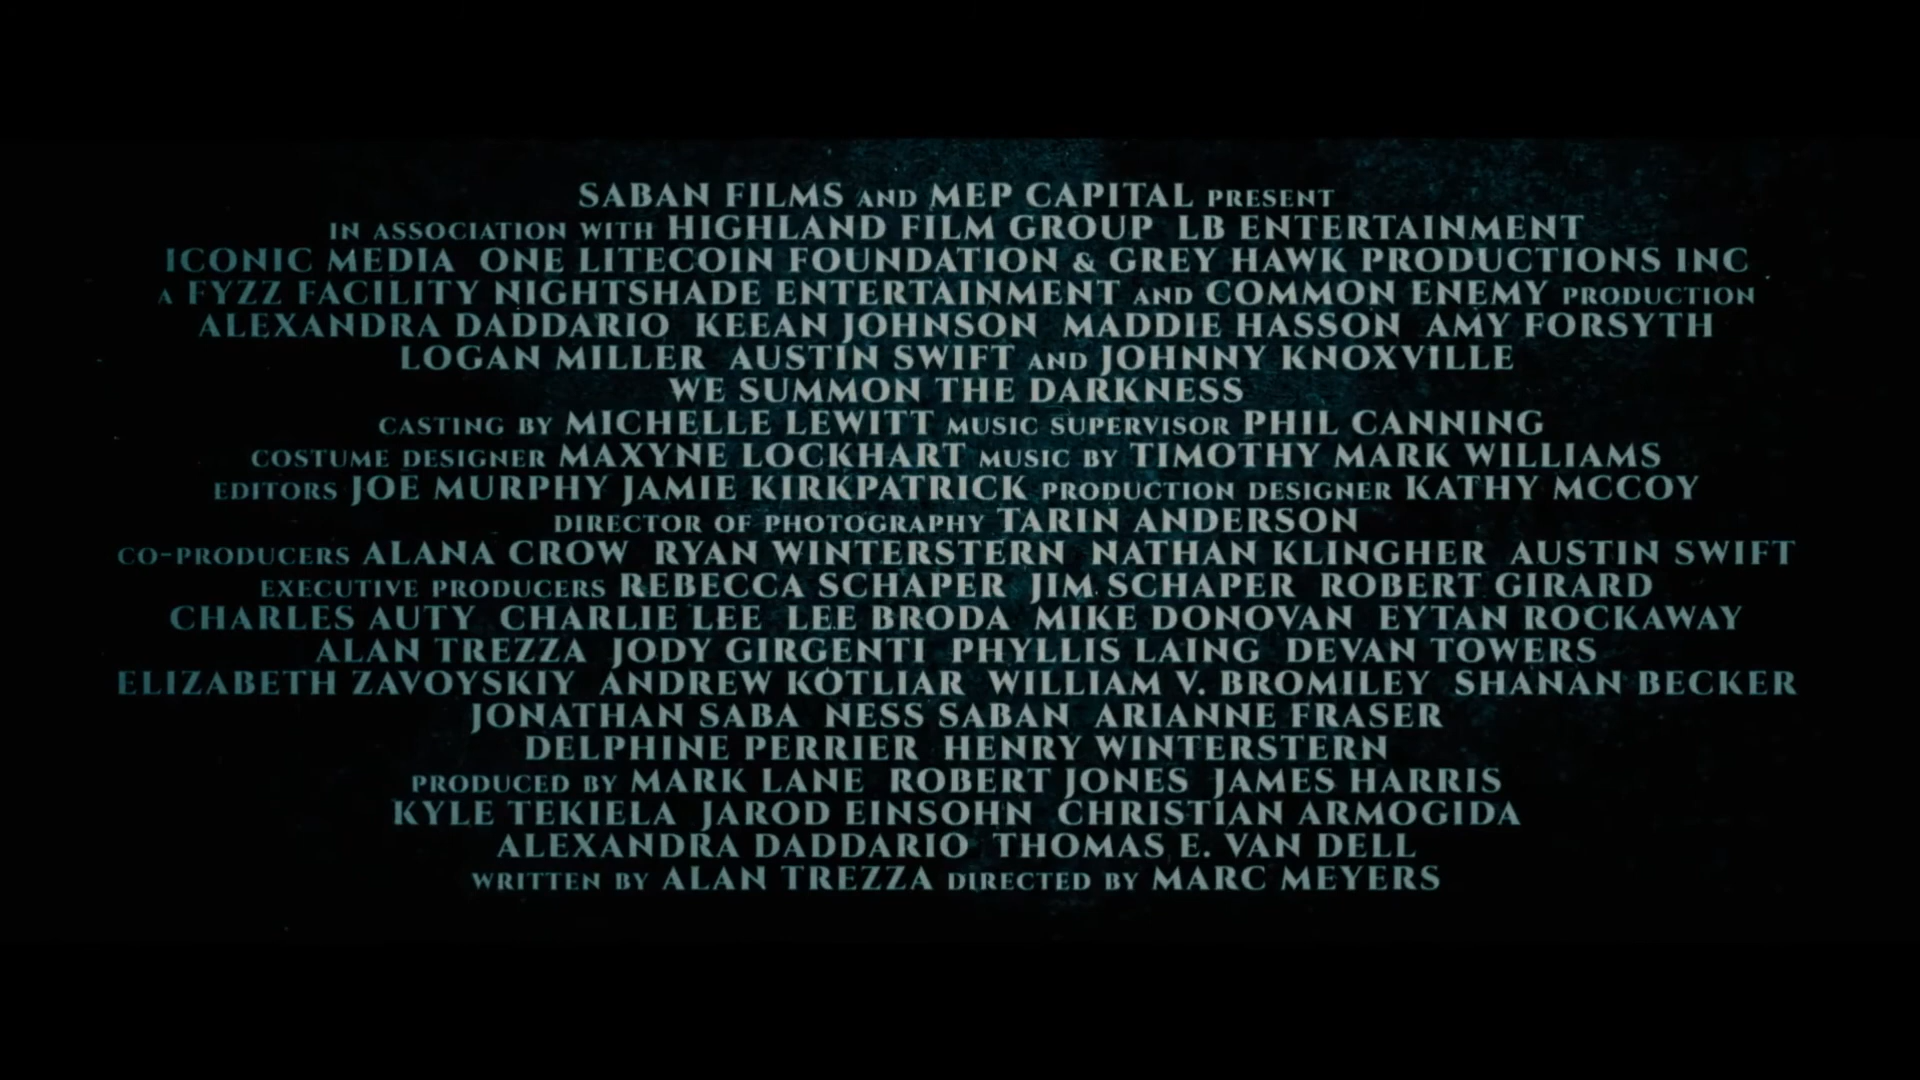 SABAN FILMS AND MEP CAPITAL PRESENT
IN ASSOCIATION WITH HIGHLAND FILM GROUP LB ENTERTAINMENT
ICONIC MEDIA ONE LITECOIN FOUNDATION & GREY HAWK PRODUCTIONS INC
A FYZZ FACILITY NIGHTSHADE ENTERTAINMENT AND COMMON ENEMY PRODUCTION
ALEXANDRA DADDARIO KEEAN JOHNSON MADDIE HASSON AMY FORSYTH
LOGAN MILLER AUSTIN SWIFT AND JOHNNY KNOXVILLE
WE SUMMON THE DARKNESS
CASTING BY MICHELLE LEWITT MUSIC SUPERVISOR PHIL CANNING
COSTUME DESIGNER MAXYNE LOCKHART MUSIC BY TIMOTHY MARK WILLIAMS
EDITORS JOE MURPHY JAMIE KIRKPATRICK PRODUCTION DESIGNER KATHY MCCOY
DIRECTOR OF PHOTOGRAPHY TARIN ANDERSON
CO-PRODUCERS ALANA CROW RYAN WINTERSTERN NATHAN KLINGHER AUSTIN SWIFT
EXECUTIVE PRODUCERS REBECCA SCHAPER JIM SCHAPER ROBERT GIRARD
CHARLES AUTY CHARLIE LEE LEE BRODA MIKE DONOVAN EYTAN ROCKAWAY
ALAN TREZZA JODY GIRGENTI PHYLLIS LAING DEVAN TOWERS
ELIZABETH ZAVOYSKIY ANDREW KOTLIAR WILLIAM V. BROMILEY SHANAN BECKER
JONATHAN SABA NESS SABAN ARIANNE FRASER
DELPHINE PERRIER HENRY WINTERSTERN
PRODUCED BY MARK LANE ROBERT JONES JAMES HARRIS
KYLE TEKIELA JAROD EINSOHN CHRISTIAN ARMOGIDA
ALEXANDRA DADDARIO THOMAS E. VAN DELL
WRITTEN BY ALAN TREZZA DIRECTED BY MARC MEYERS